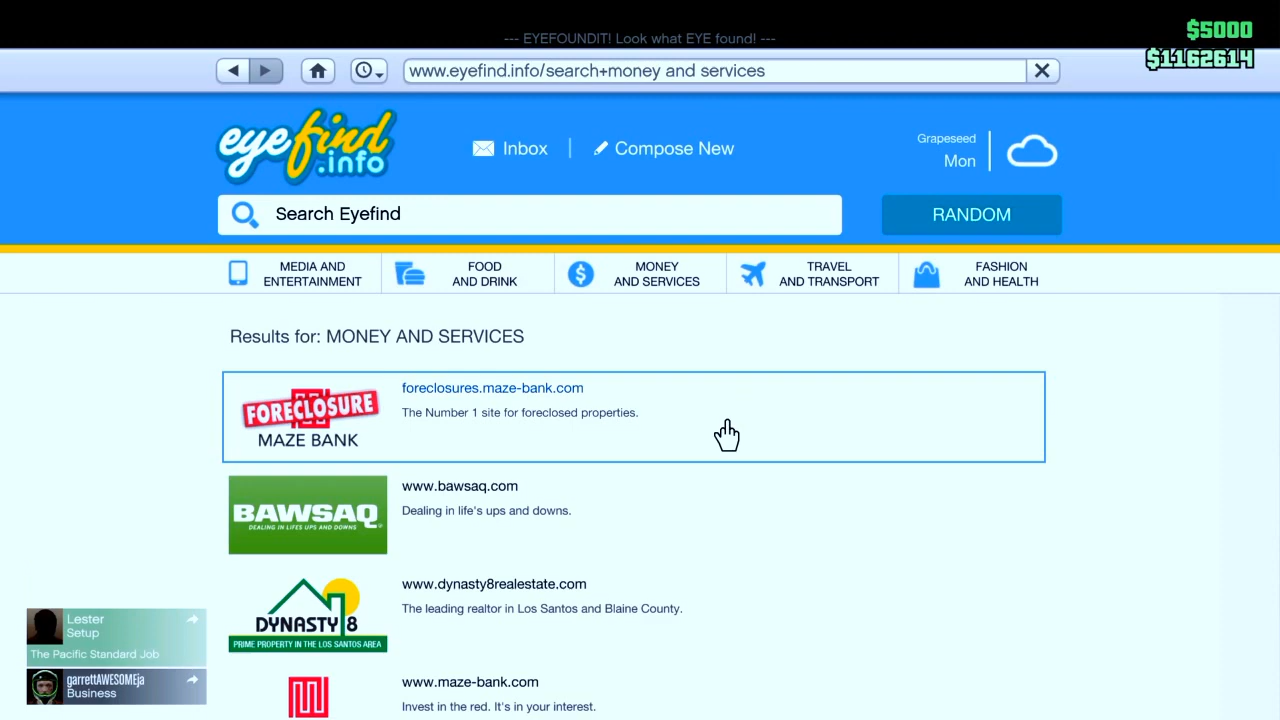 $5000
--- EYEFOUNDIT! Look what EYE found! ---
$1162614
www.eyefind.info/search+money and services
eyefind
.info
Inbox
Compose New
Grapeseed
Mon
Search Eyefind
RANDOM
MEDIA AND
ENTERTAINMENT
FOOD
AND DRINK
MONEY
AND SERVICES
TRAVEL
AND TRANSPORT
FASHION
AND HEALTH
Results for: MONEY AND SERVICES
FORECLOSURE
MAZE BANK
foreclosures.maze-bank.com
The Number 1 site for foreclosed properties.
BAWSAQ
DEALING IN LIFES UP AND DOWNS
www.bawsaq.com
Dealing in life's ups and downs.
DYNASTY 8
PRIME PROPERTY IN THE LOS SANTOS AREA
www.dynasty8realestate.com
The leading realtor in Los Santos and Blaine County.
Lester
Setup
The Pacific Standard Job
garrettAWESOMEja
Business
www.maze-bank.com
Invest in the red. It's in your interest.